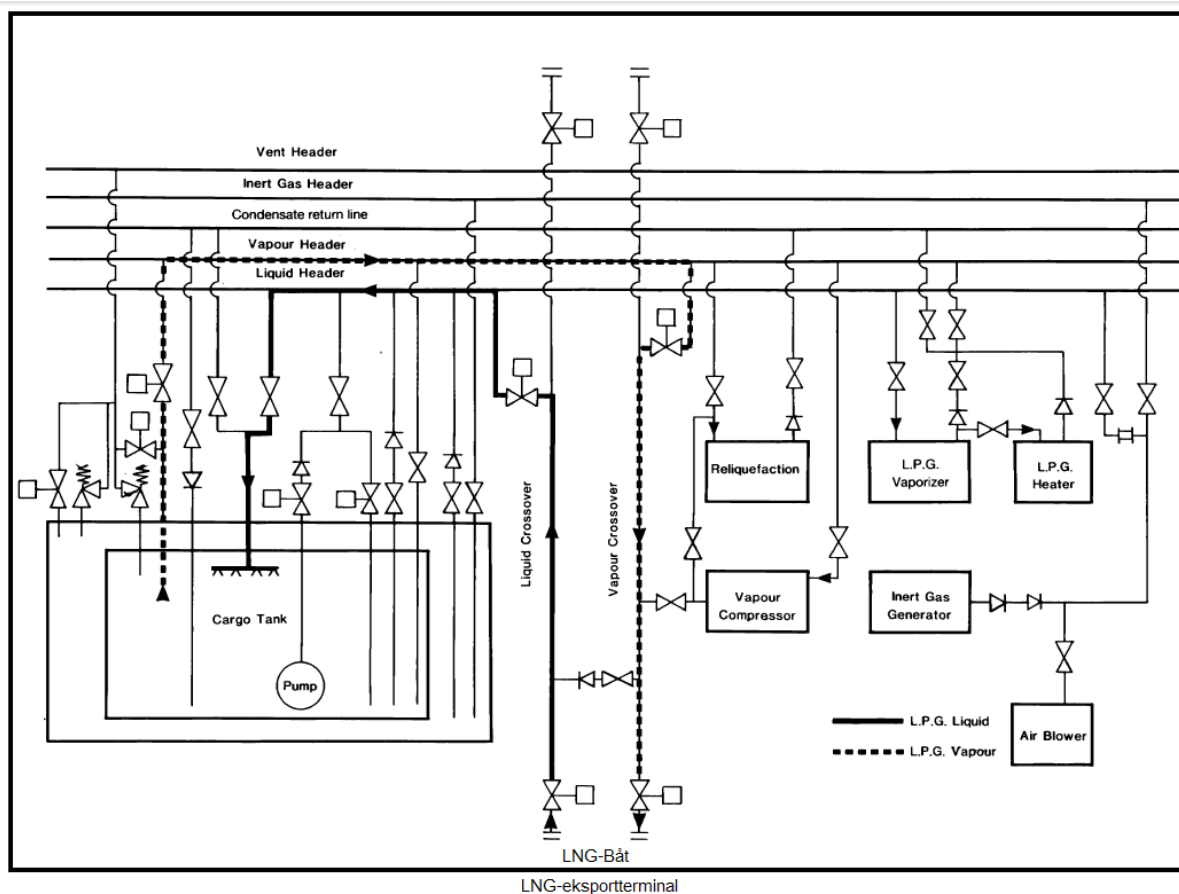 Vent Header
Inert Gas Header
Condensate return line
Vapour Header
Liquid Header
Liquid Crossover
Vapour Crossover
Reliquefaction
L.P.G.
Vaporizer
L.P.G.
Heater
Vapour
Compressor
Inert Gas
Generator
Cargo Tank
Pump
Air Blower
L.P.G. Liquid
L.P.G. Vapour
LNG-Båt
LNG-eksportterminal